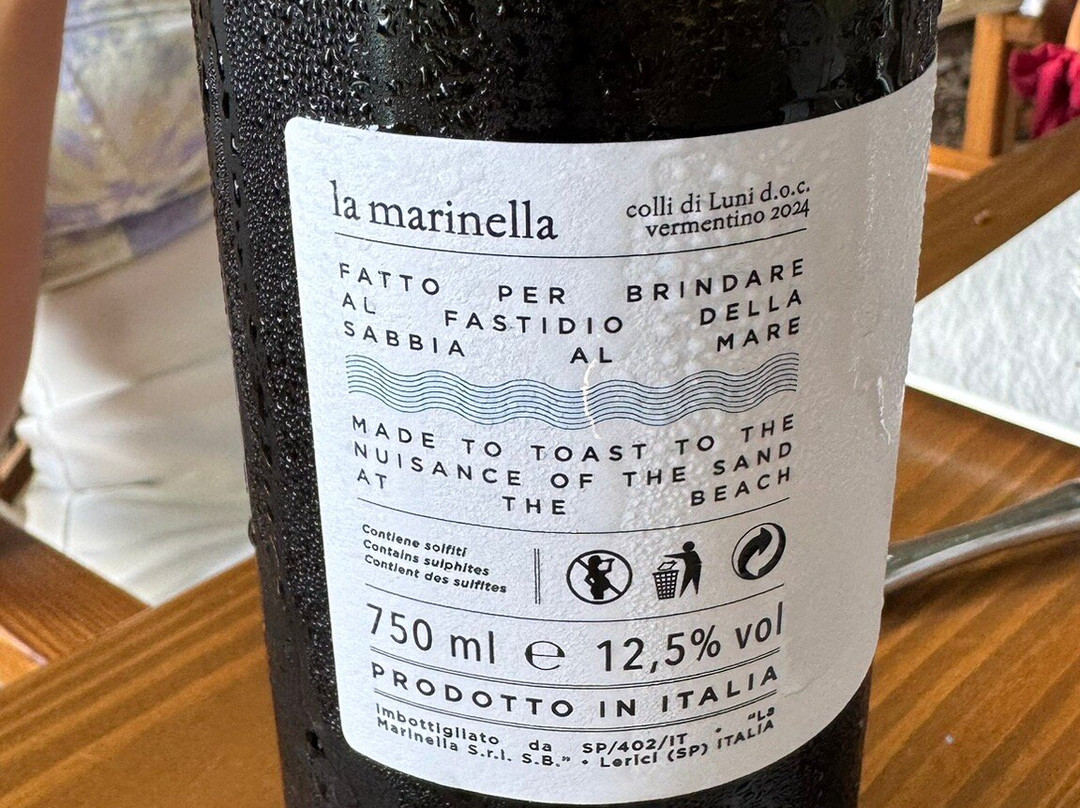 la marinella
colli di Luni d.o.c.
vermentino 2024
FATTO PER BRINDARE
AL FASTIDIO DELLA
SABBIA AL MARE
MADE TO TOAST TO THE
NUISANCE OF THE SAND
AT THE BEACH
Contiene solfiti
Contains sulphites
Contient des sulfites
750 ml e 12,5% vol
PRODOTTO IN ITALIA
Imbottigliato da SP/402/IT • "La
Marinella S.r.l. S.B." • Lerici (SP) ITALIA